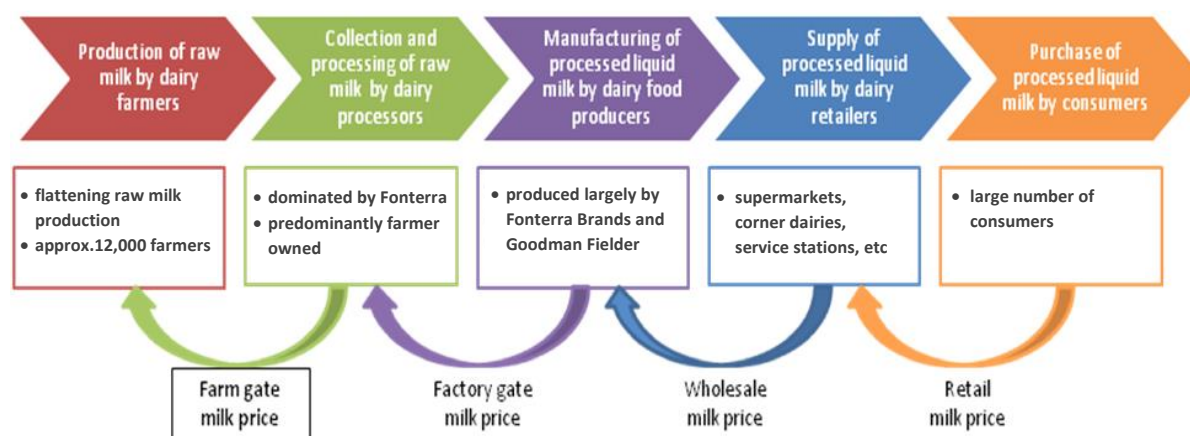 Production of raw
milk by dairy
farmers
Collection and
processing of raw
milk by dairy
processors
Manufacturing of
processed liquid
milk by dairy food
producers
Supply of
processed liquid
milk by dairy
retailers
Purchase of
processed liquid
milk by consumers
• flattening raw milk
production
• approx.12,000 farmers
• dominated by Fonterra
• predominantly farmer
owned
• produced largely by
Fonterra Brands and
Goodman Fielder
• supermarkets,
corner dairies,
service stations, etc
• large number of
consumers
Farm gate
milk price
Factory gate
milk price
Wholesale
milk price
Retail
milk price